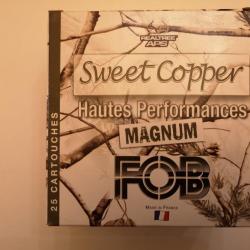 REALTREE
APS
Sweet Copper
Hautes Performances
MAGNUM
FOB
MADE IN FRANCE
25 CARTOUCHES